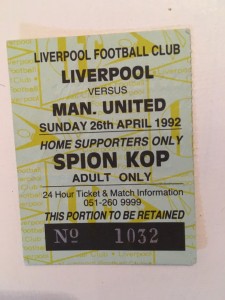 LIVERPOOL FOOTBALL CLUB
LIVERPOOL
VERSUS
MAN. UNITED
SUNDAY 26th APRIL 1992
HOME SUPPORTERS ONLY
SPION KOP
ADULT ONLY
24 Hour Ticket & Match Information
051-260 9999
THIS PORTION TO BE RETAINED
No 1032